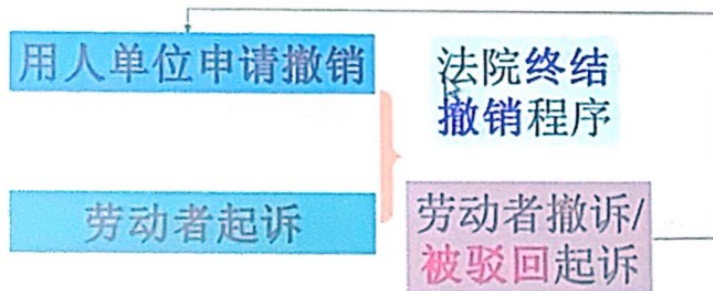 用人单位申请撤销
法院终结
撤销程序
劳动者起诉
劳动者撤诉/
被驳回起诉